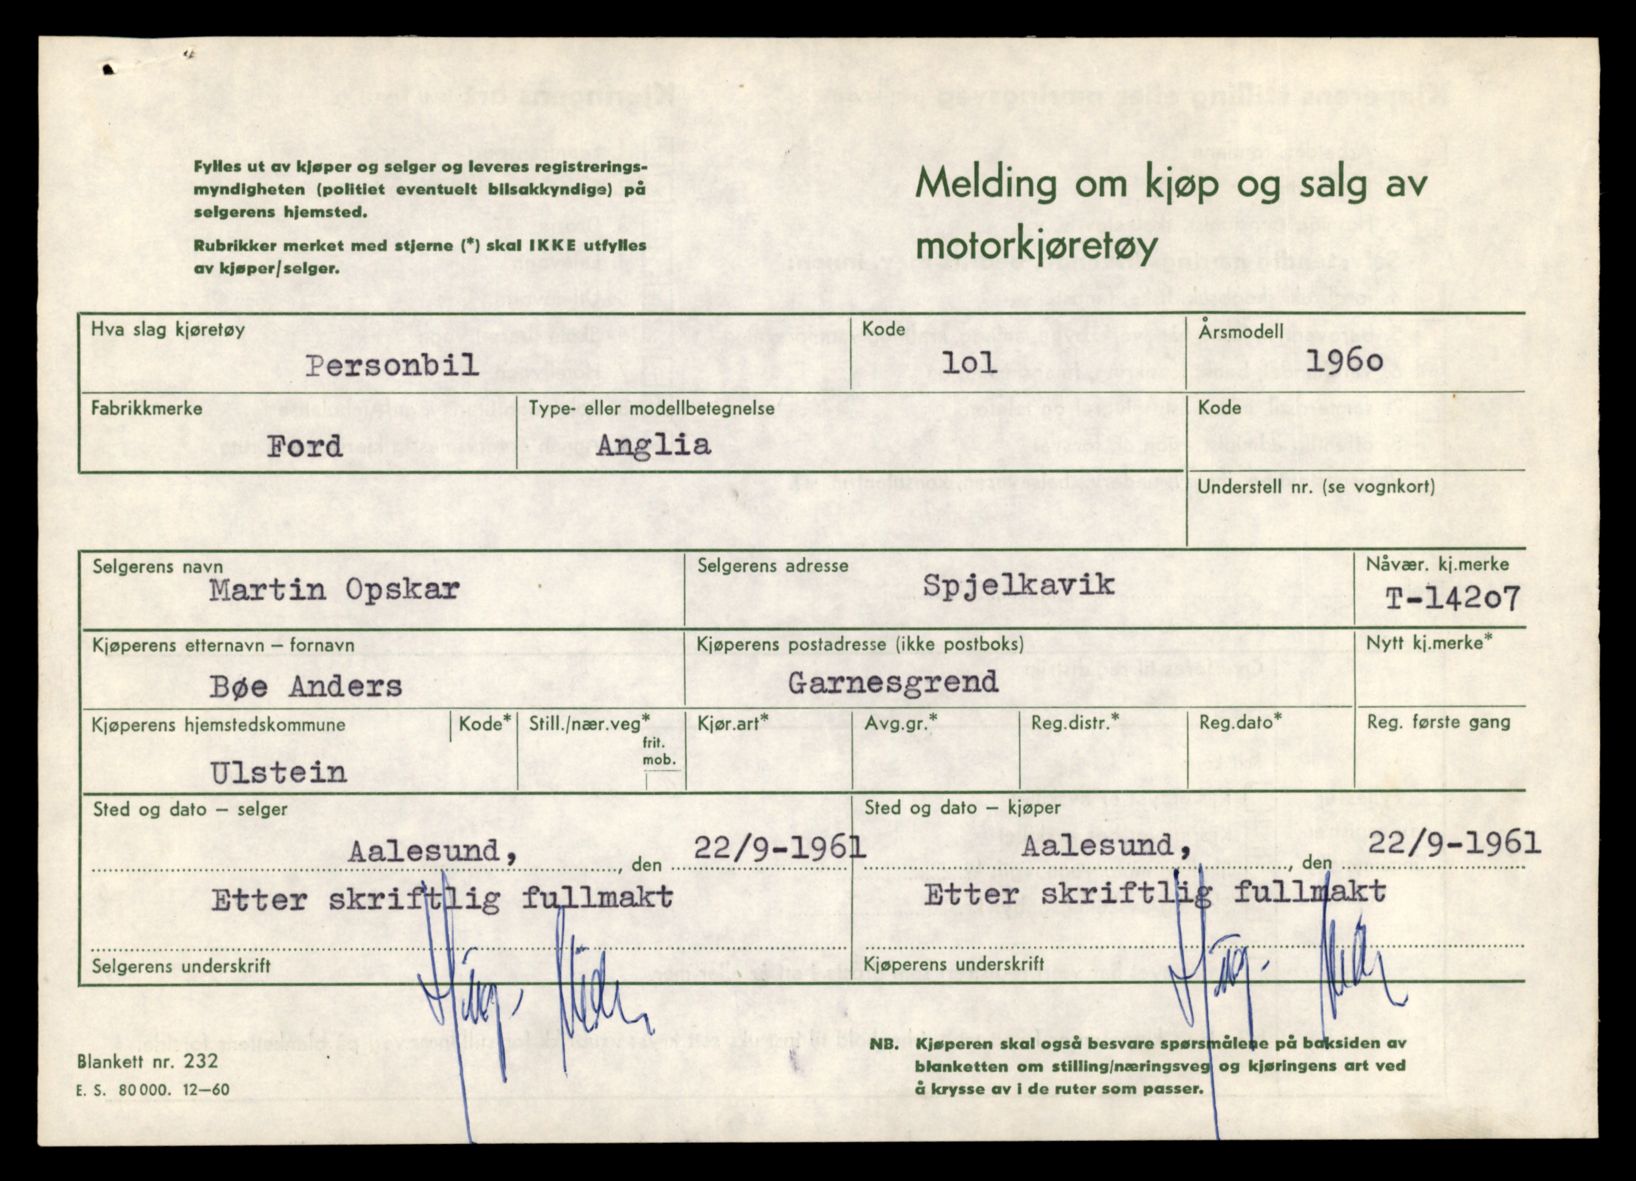 Fylles ut av kjøper og selger og leveres registrerings-
myndigheten (politiet eventuelt bilsakkyndige) på
selgerens hjemsted.
Rubrikker merket med stjerne (*) skal IKKE utfylles
av kjøper/selger.
Melding om kjøp og salg av
motorkjøretøy
Hva slag kjøretøy
Kode
Årsmodell
Personbil
lol
196o
Fabrikkmerke
Type- eller modellbetegnelse
Kode
Ford
Anglia
Understell nr. (se vognkort)
Selgerens navn
Selgerens adresse
Nåvær. kj.merke
Martin Opskar
Spjelkavik
T-142o7
Kjøperens etternavn – fornavn
Kjøperens postadresse (ikke postboks)
Nytt kj.merke*
Bøe Anders
Garnesgrend
Kjøperens hjemstedskommune
Kode*
Still./nær.veg*
frit.
mob.
Kjør.art*
Avg.gr.*
Reg.distr.*
Reg.dato*
Reg. første gang
Ulstein
Sted og dato – selger
Sted og dato – kjøper
Aalesund, , den 22/9-1961
Aalesund, , den 22/9-1961
Etter skriftlig fullmakt
Etter skriftlig fullmakt
Selgerens underskrift
Kjøperens underskrift
Blankett nr. 232
E. S. 80000. 12–60
NB. Kjøperen skal også besvare spørsmålene på baksiden av
blanketten om stilling/næringsveg og kjøringens art ved
å krysse av i de ruter som passer.